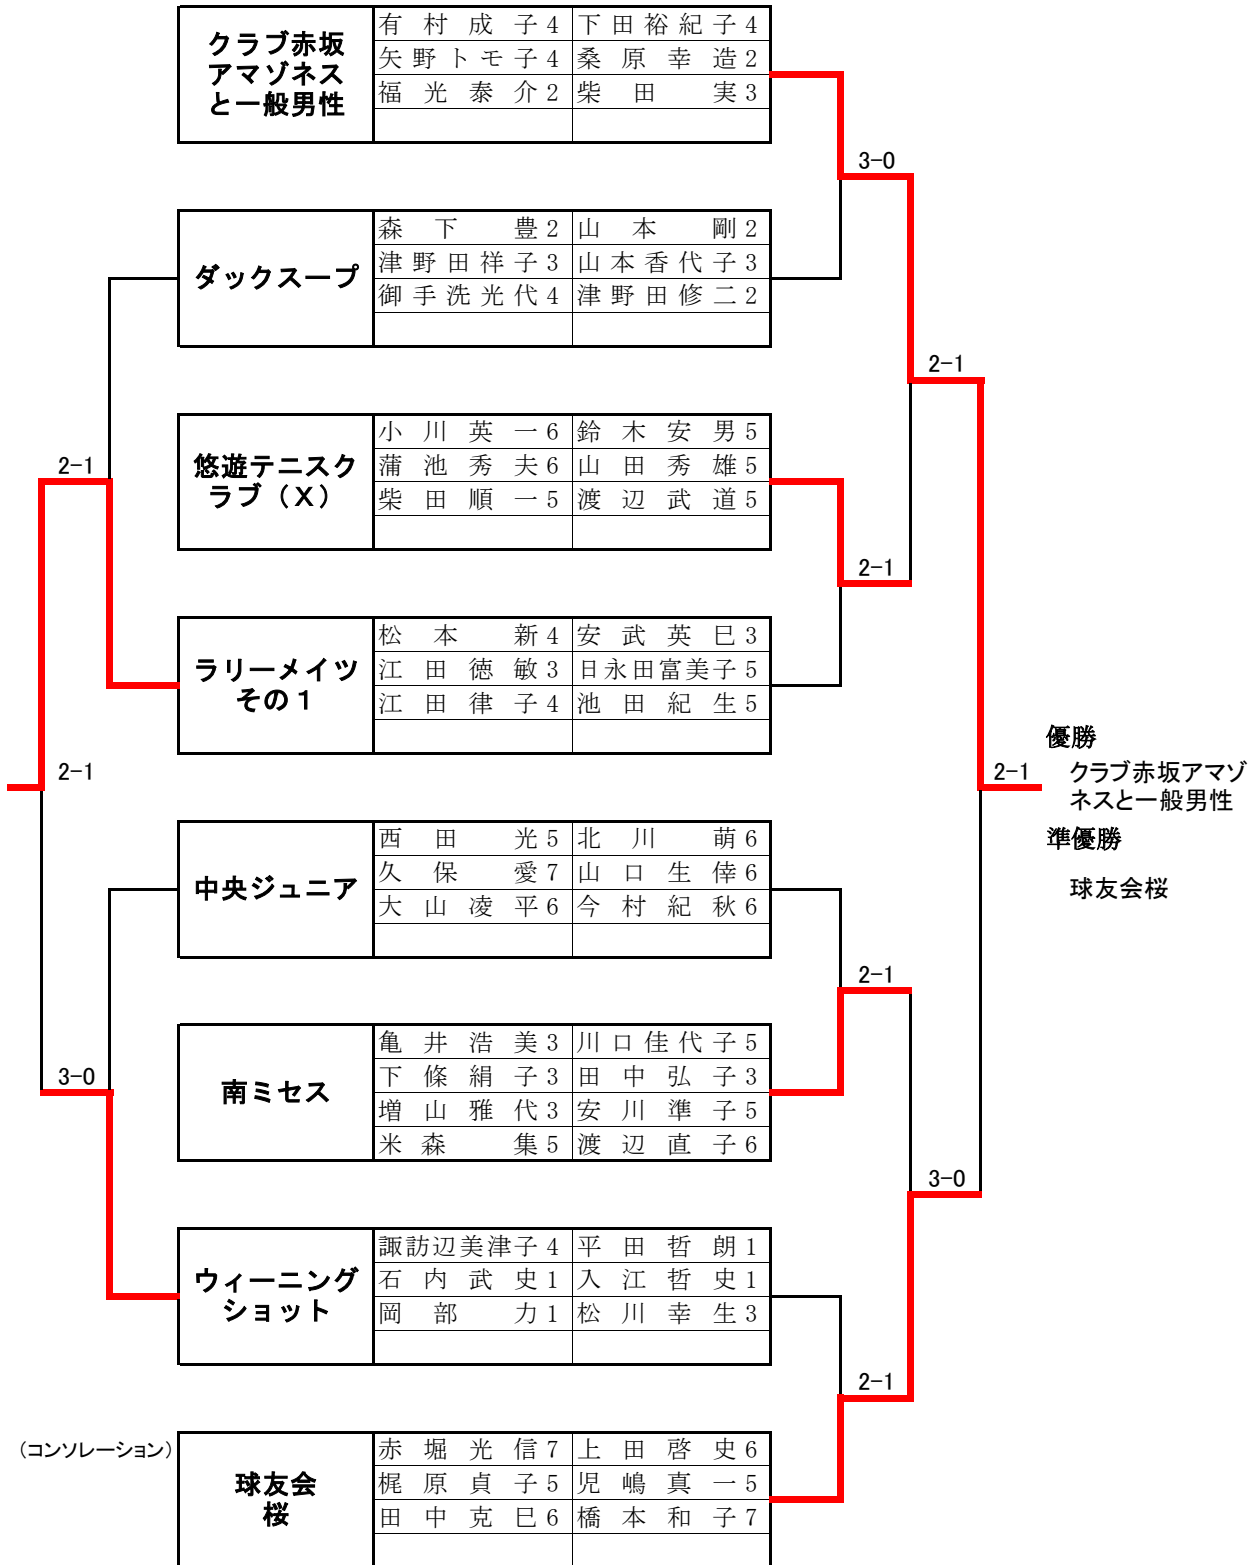 クラブ赤坂
アマゾネス
と一般男性
有村成子4 下田裕紀子4
矢野トモ子4 桑原幸造2
福光泰介2 柴田実3
3-0
ダックスープ
森下豊2 山本剛2
津野田祥子3 山本香代子3
御手洗光代4 津野田修二2
2-1
2-1
悠遊テニスク
ラブ（X）
小川英一6 鈴木安男5
蒲池秀夫6 山田秀雄5
柴田順一5 渡辺武道5
2-1
ラリーメイツ
その1
松本新4 安武英巳3
江田徳敏3 日永田富美子5
江田律子4 池田紀生5
2-1
2-1
優勝
クラブ赤坂アマゾ
ネスと一般男性
準優勝
球友会桜
中央ジュニア
西田光5 北川萌6
久保愛7 山口生倖6
大山凌平6 今村紀秋6
2-1
3-0
南ミセス
亀井浩美3 川口佳代子5
下條絹子3 田中弘子3
増山雅代3 安川準子5
米森集5 渡辺直子6
3-0
ウィーニング
ショット
諏訪辺美津子4 平田哲朗1
石内武史1 入江哲史1
岡部力1 松川幸生3
2-1
（コンソレーション）
球友会
桜
赤堀光信7 上田啓史6
梶原貞子5 児嶋真一5
田中克巳6 橋本和子7